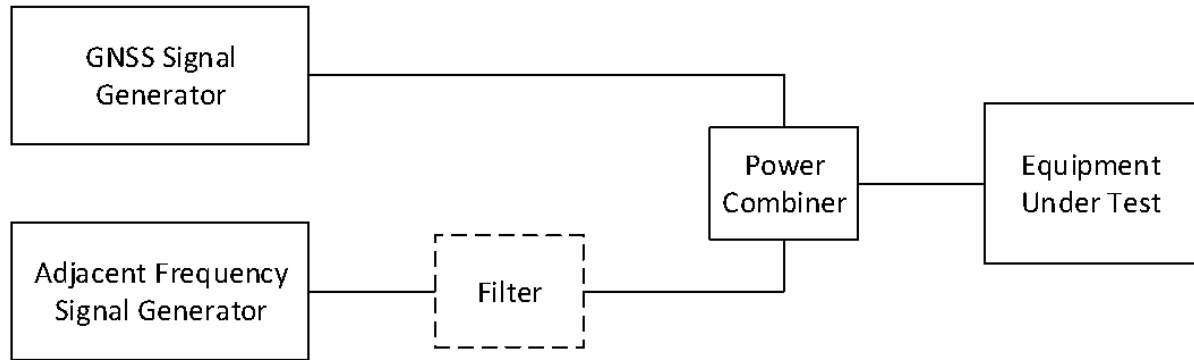 GNSS Signal
Generator
Power
Combiner
Equipment
Under Test
Adjacent Frequency
Signal Generator
Filter